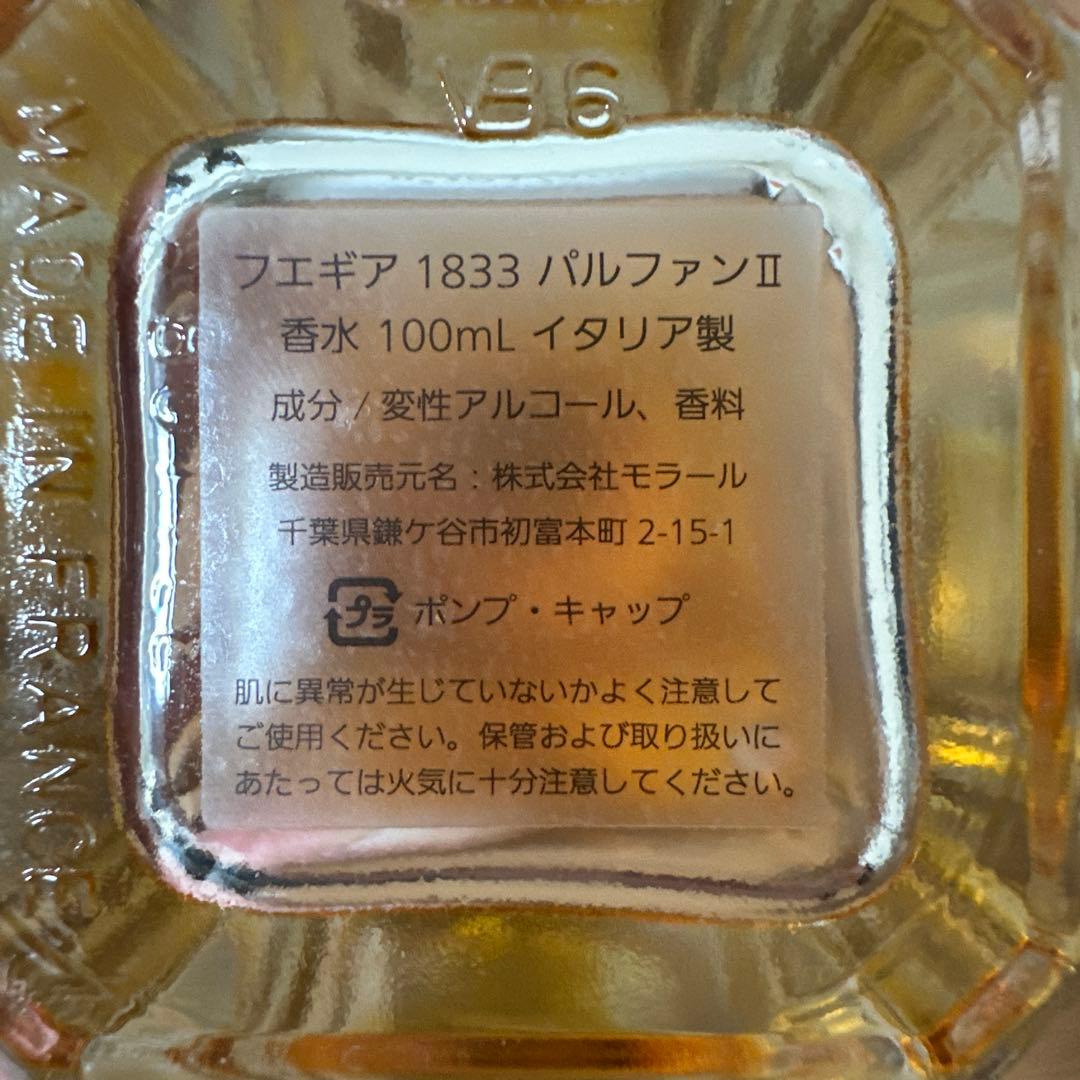 VB6
MADE IN FRANCE
フエギア 1833 パルファンⅡ
香水 100mL イタリア製
成分 / 変性アルコール、香料
製造販売元名 : 株式会社モラール
千葉県鎌ケ谷市初富本町 2-15-1
プラ ポンプ・キャップ
肌に異常が生じていないかよく注意して
ご使用ください。保管および取り扱いに
あたっては火気に十分注意してください。